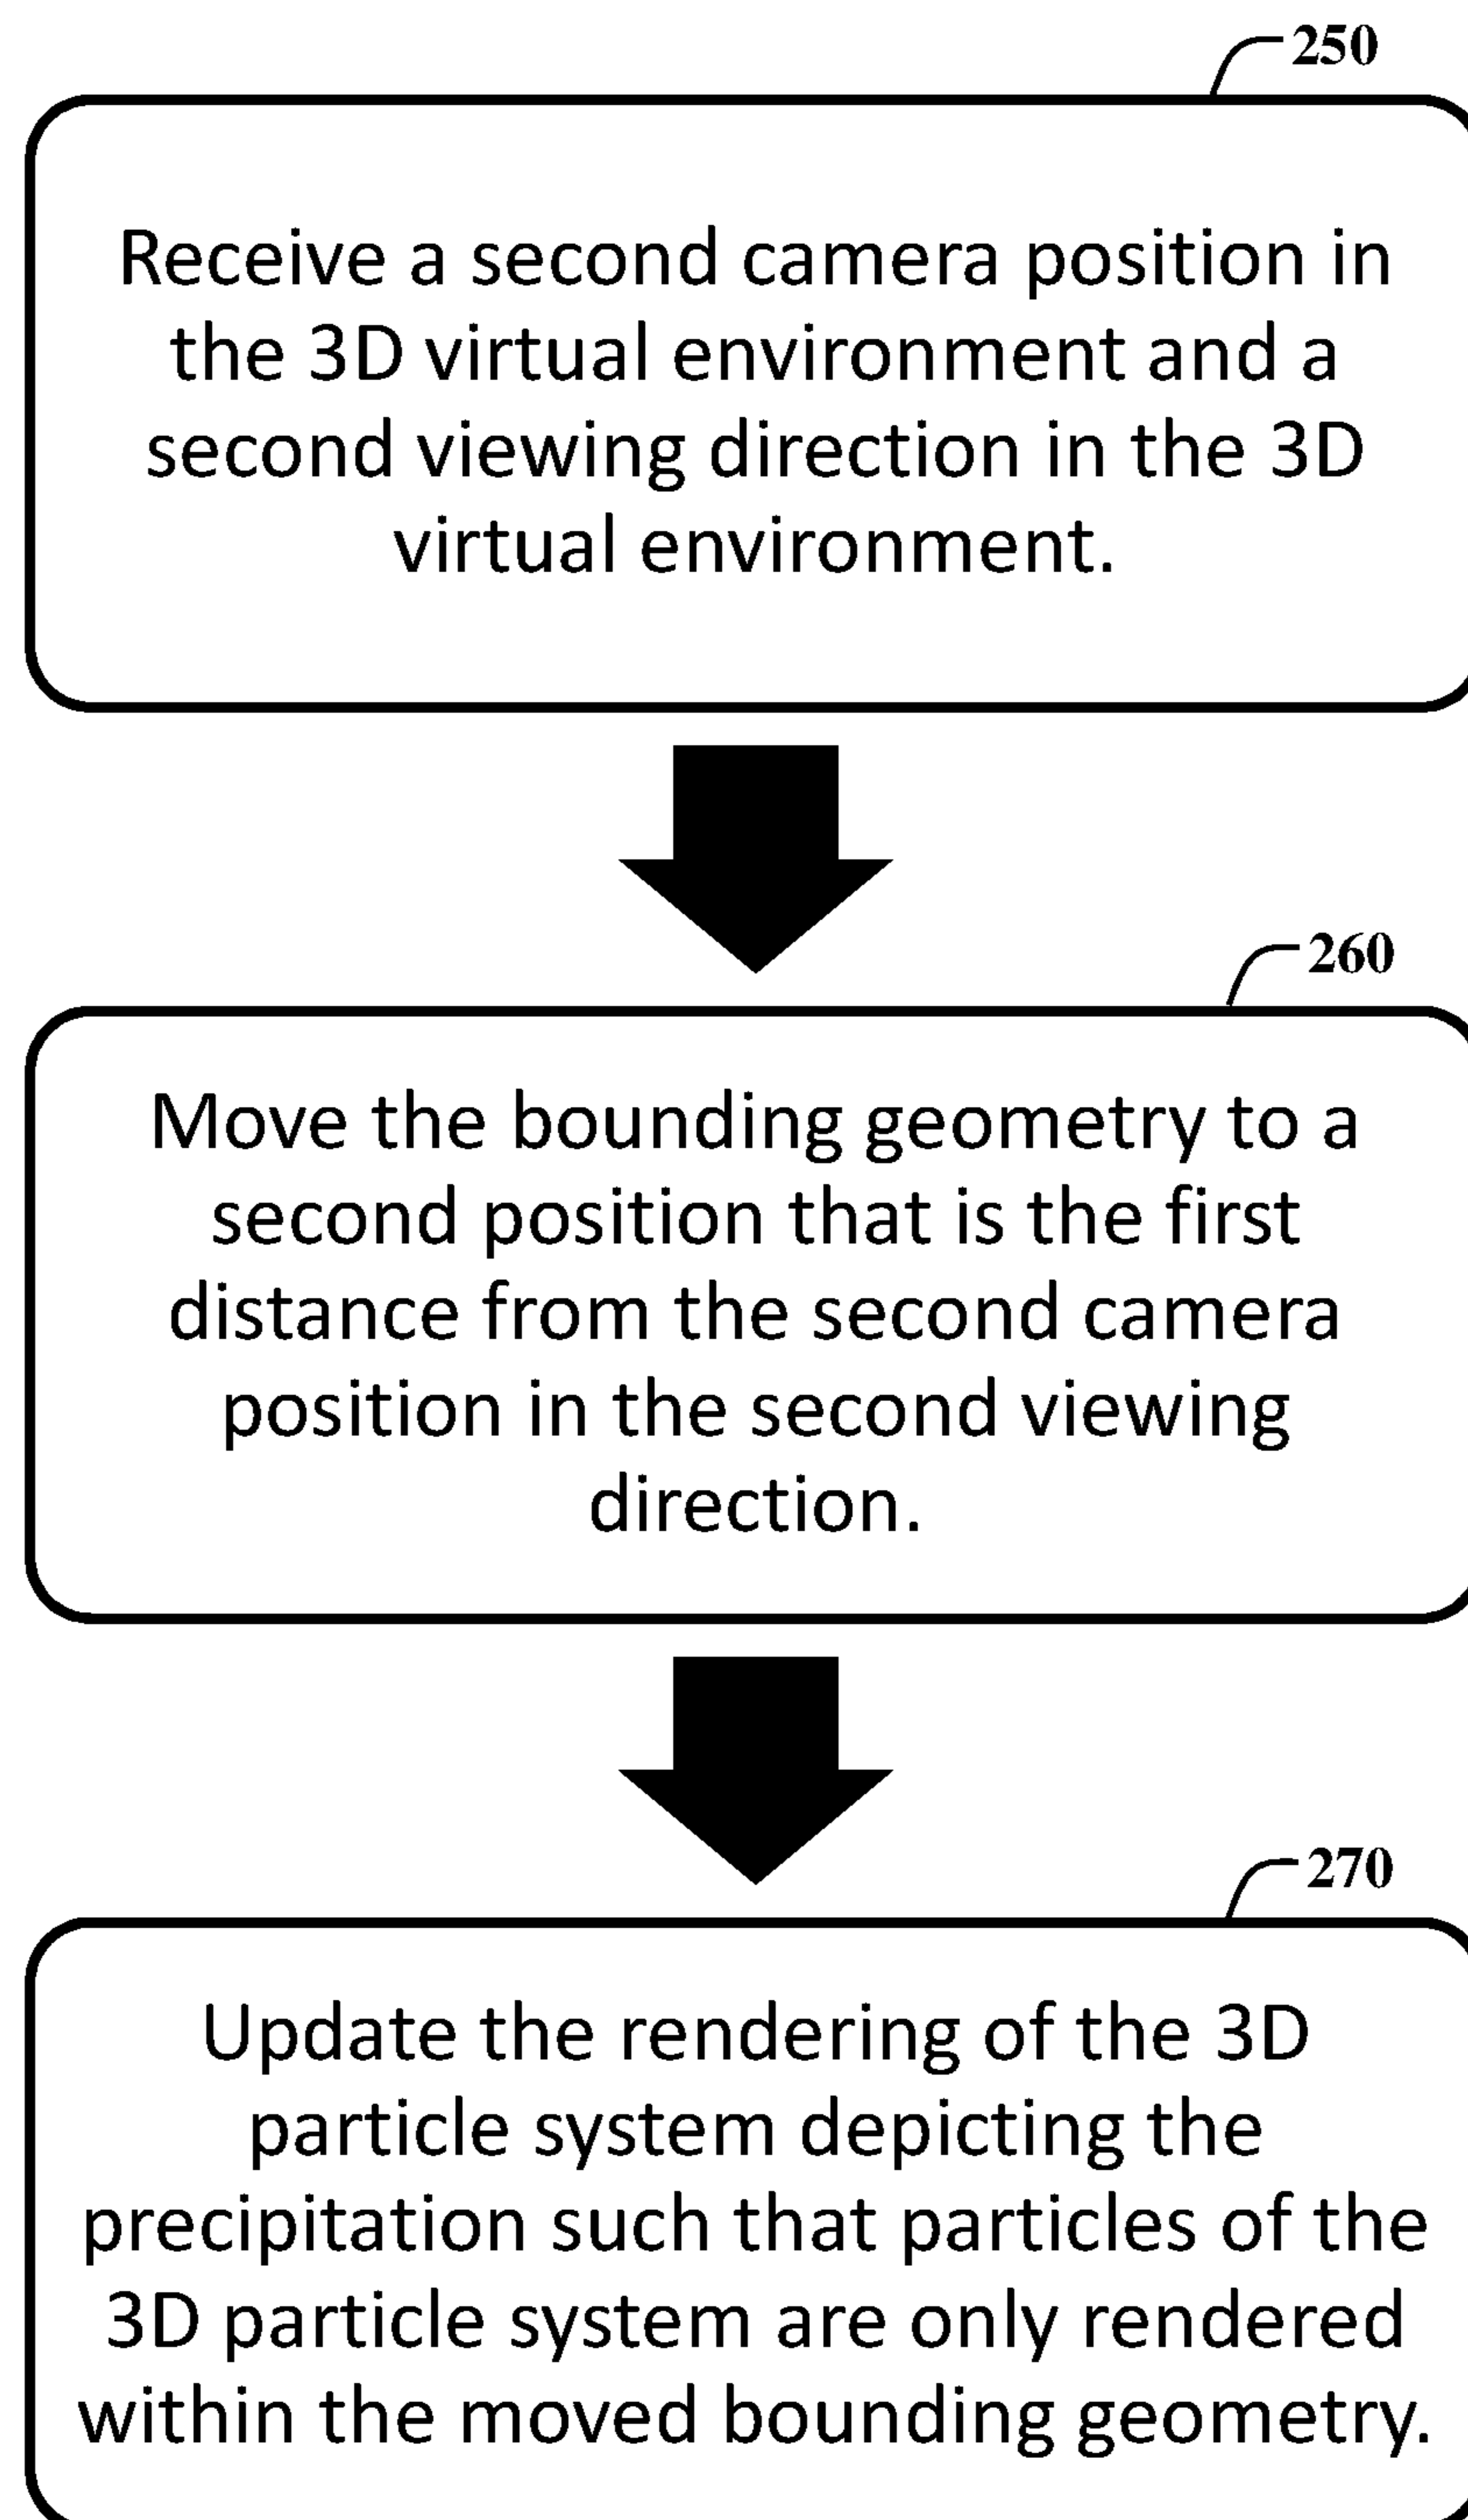 250
Receive a second camera position in
the 3D virtual environment and a
second viewing direction in the 3D
virtual environment.
260
Move the bounding geometry to a
second position that is the first
distance from the second camera
position in the second viewing
direction.
270
Update the rendering of the 3D
particle system depicting the
precipitation such that particles of the
3D particle system are only rendered
within the moved bounding geometry.